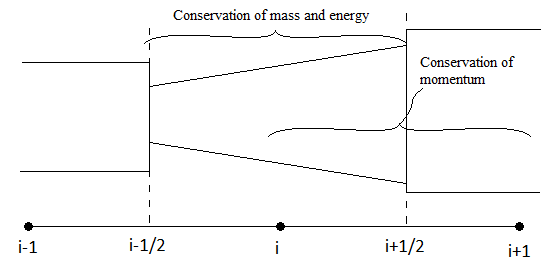 Conservation of mass and energy
Conservation of
momentum
i-1
i-1/2
i
i+1/2
i+1